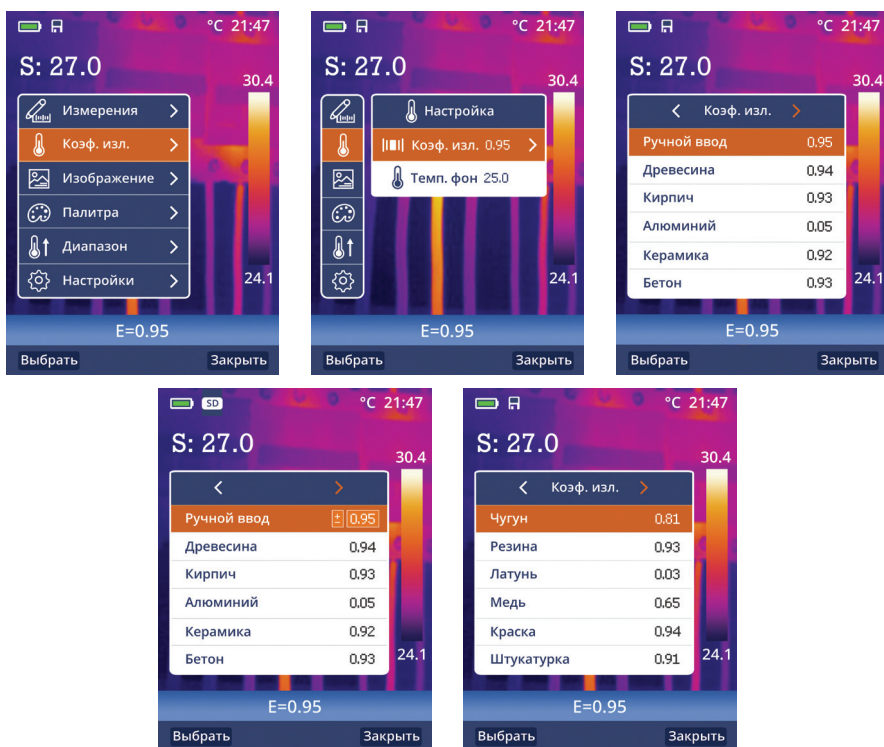 °C 21:47
S: 27.0
30.4
Измерения
Коэф. изл.
Изображение
Палитра
Диапазон
Настройки
24.1
E=0.95
Выбрать Закрыть
°C 21:47
S: 27.0
30.4
Настройка
Коэф. изл. 0.95
Темп. фон 25.0
24.1
E=0.95
Выбрать Закрыть
°C 21:47
S: 27.0
30.4
Коэф. изл.
Ручной ввод 0.95
Древесина 0.94
Кирпич 0.93
Алюминий 0.05
Керамика 0.92
Бетон 0.93
24.1
E=0.95
Выбрать Закрыть
SD °C 21:47
S: 27.0
30.4
Ручной ввод ± 0.95
Древесина 0.94
Кирпич 0.93
Алюминий 0.05
Керамика 0.92
Бетон 0.93
24.1
E=0.95
Выбрать Закрыть
°C 21:47
S: 27.0
30.4
Коэф. изл.
Чугун 0.81
Резина 0.93
Латунь 0.03
Медь 0.65
Краска 0.94
Штукатурка 0.91
24.1
E=0.95
Выбрать Закрыть